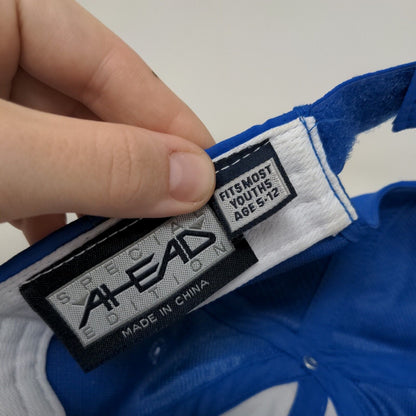 SPECIAL
AHEAD
EDITION
MADE IN CHINA
FITS MOST
YOUTHS
AGE 5-12